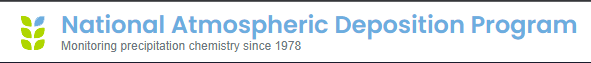 National Atmospheric Deposition Program
Monitoring precipitation chemistry since 1978